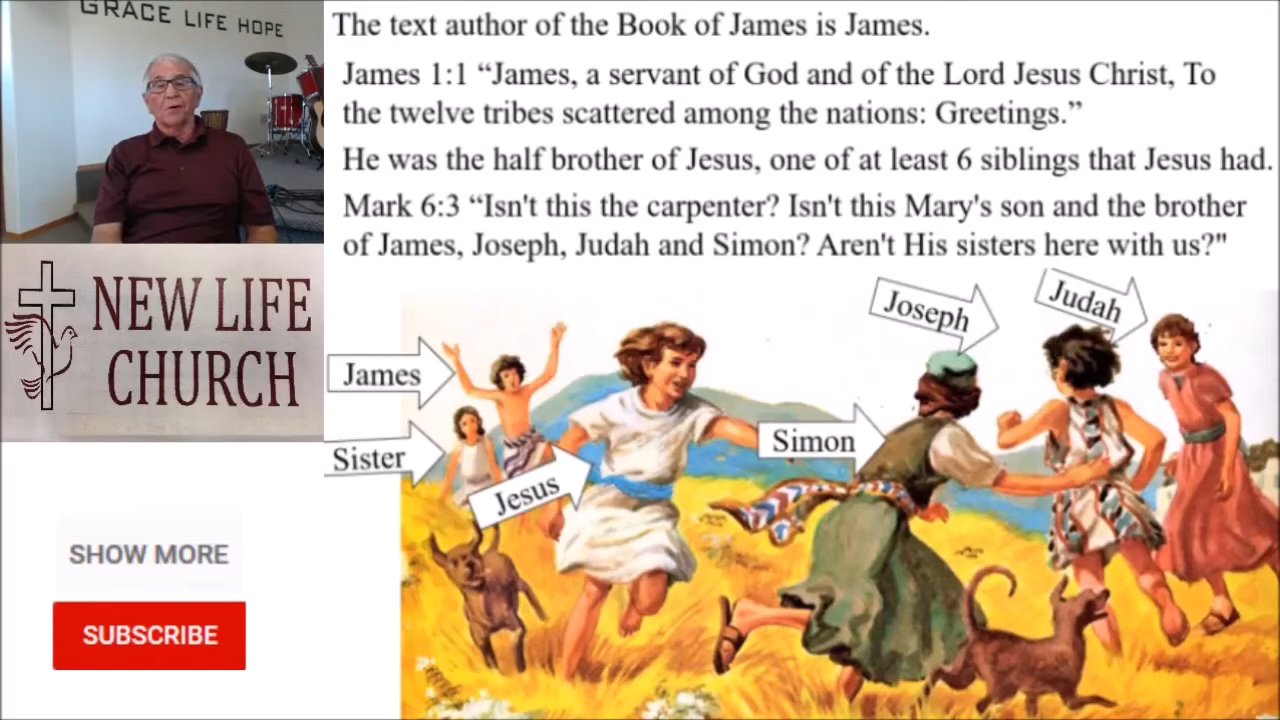 GRACE LIFE HOPE
The text author of the Book of James is James.
James 1:1 “James, a servant of God and of the Lord Jesus Christ, To
the twelve tribes scattered among the nations: Greetings.”
He was the half brother of Jesus, one of at least 6 siblings that Jesus had.
Mark 6:3 “Isn't this the carpenter? Isn't this Mary's son and the brother
of James, Joseph, Judah and Simon? Aren't His sisters here with us?"
NEW LIFE
CHURCH
Joseph
Judah
James
Simon
Sister
Jesus
SHOW MORE
SUBSCRIBE